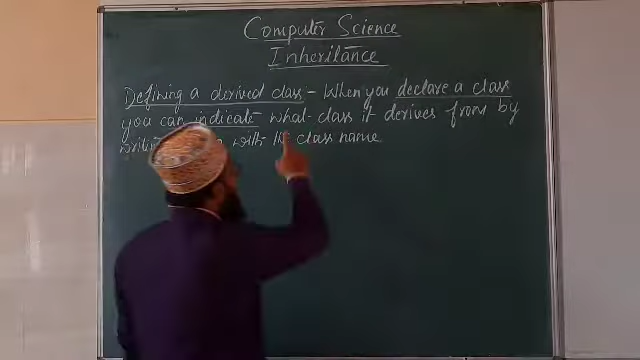 Computer Science
Inheritance
Defining a derived class - When you declare a class
you can indicate what class it derives from by
with class name